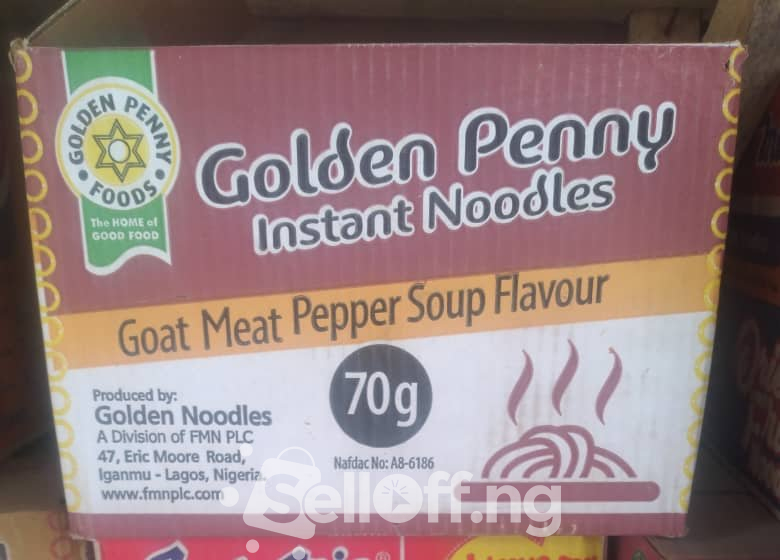 GOLDEN PENNY
FOODS
The HOME of
GOOD FOOD
Golden Penny
Instant Noodles
Goat Meat Pepper Soup Flavour
70g
Produced by:
Golden Noodles
A Division of FMN PLC
47, Eric Moore Road,
Iganmu - Lagos, Nigeria.
www.fmnplc.com
Nafdac No: A8-6186
Selloff.ng